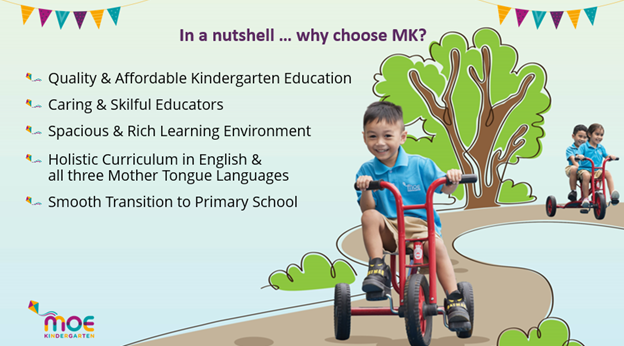 In a nutshell ... why choose MK?
Quality & Affordable Kindergarten Education
Caring & Skilful Educators
Spacious & Rich Learning Environment
Holistic Curriculum in English &
all three Mother Tongue Languages
Smooth Transition to Primary School
moe
KINDERGARTEN